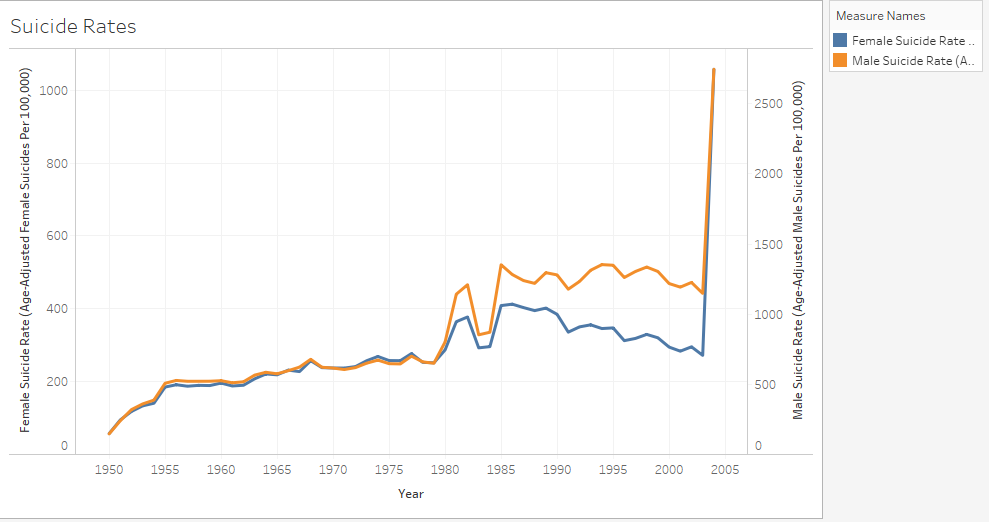 Suicide Rates
Measure Names
Female Suicide Rate ..
Male Suicide Rate (A..
Female Suicide Rate (Age-Adjusted Female Suicides Per 100,000)
1000
800
600
400
200
0
Male Suicide Rate (Age-Adjusted Male Suicides Per 100,000)
2500
2000
1500
1000
500
0
1950 1955 1960 1965 1970 1975 1980 1985 1990 1995 2000 2005
Year